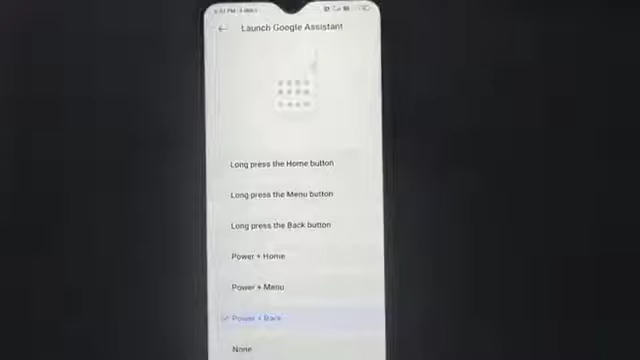 Launch Google Assistant
Long press the Home button
Long press the Menu button
Long press the Back button
Power + Home
Power + Menu
Power + Back
None